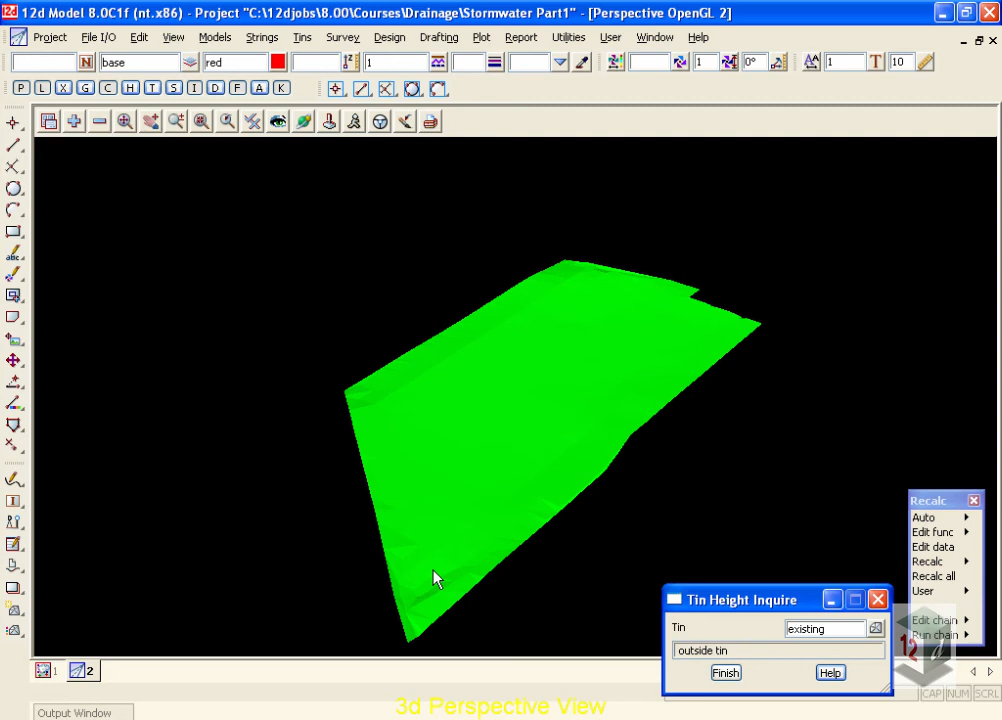 12d Model 8.0C1f (nt.x86) - Project "C:\12djobs\8.00\Courses\Drainage\Stormwater Part1" - [Perspective OpenGL 2]
Project File I/O Edit View Models Strings Tins Survey Design Drafting Plot Report Utilities User Window Help
N base red 1 1 0° 1 T 10
P L X G C H T S I D F A K
Recalc
Auto
Edit func
Edit data
Recalc
Recalc all
User
Edit chain
Run chain
Tin Height Inquire
Tin existing
outside tin
Finish Help
12 d
1 2
CAP NUM SCRL
3d Perspective View
Output Window